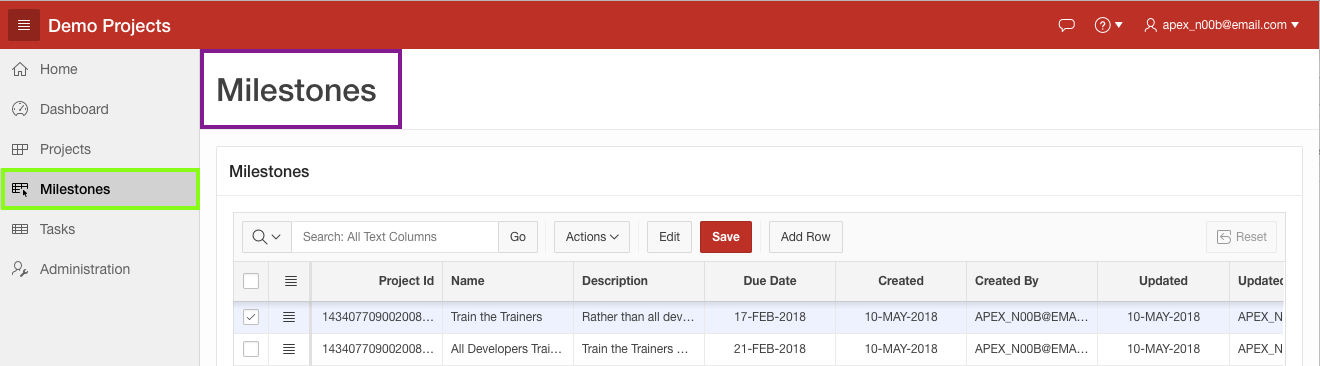 Demo Projects
apex_n00b@email.com
Home
Dashboard
Projects
Milestones
Tasks
Administration
Milestones
Milestones
Search: All Text Columns Go Actions Edit Save Add Row Reset
Project Id Name Description Due Date Created Created By Updated Updated
143407709002008... Train the Trainers Rather than all dev... 17-FEB-2018 10-MAY-2018 APEX_N00B@EMA... 10-MAY-2018 APEX_N
143407709002008... All Developers Trai... Train the Trainers ... 21-FEB-2018 10-MAY-2018 APEX_N00B@EMA... 10-MAY-2018 APEX_N